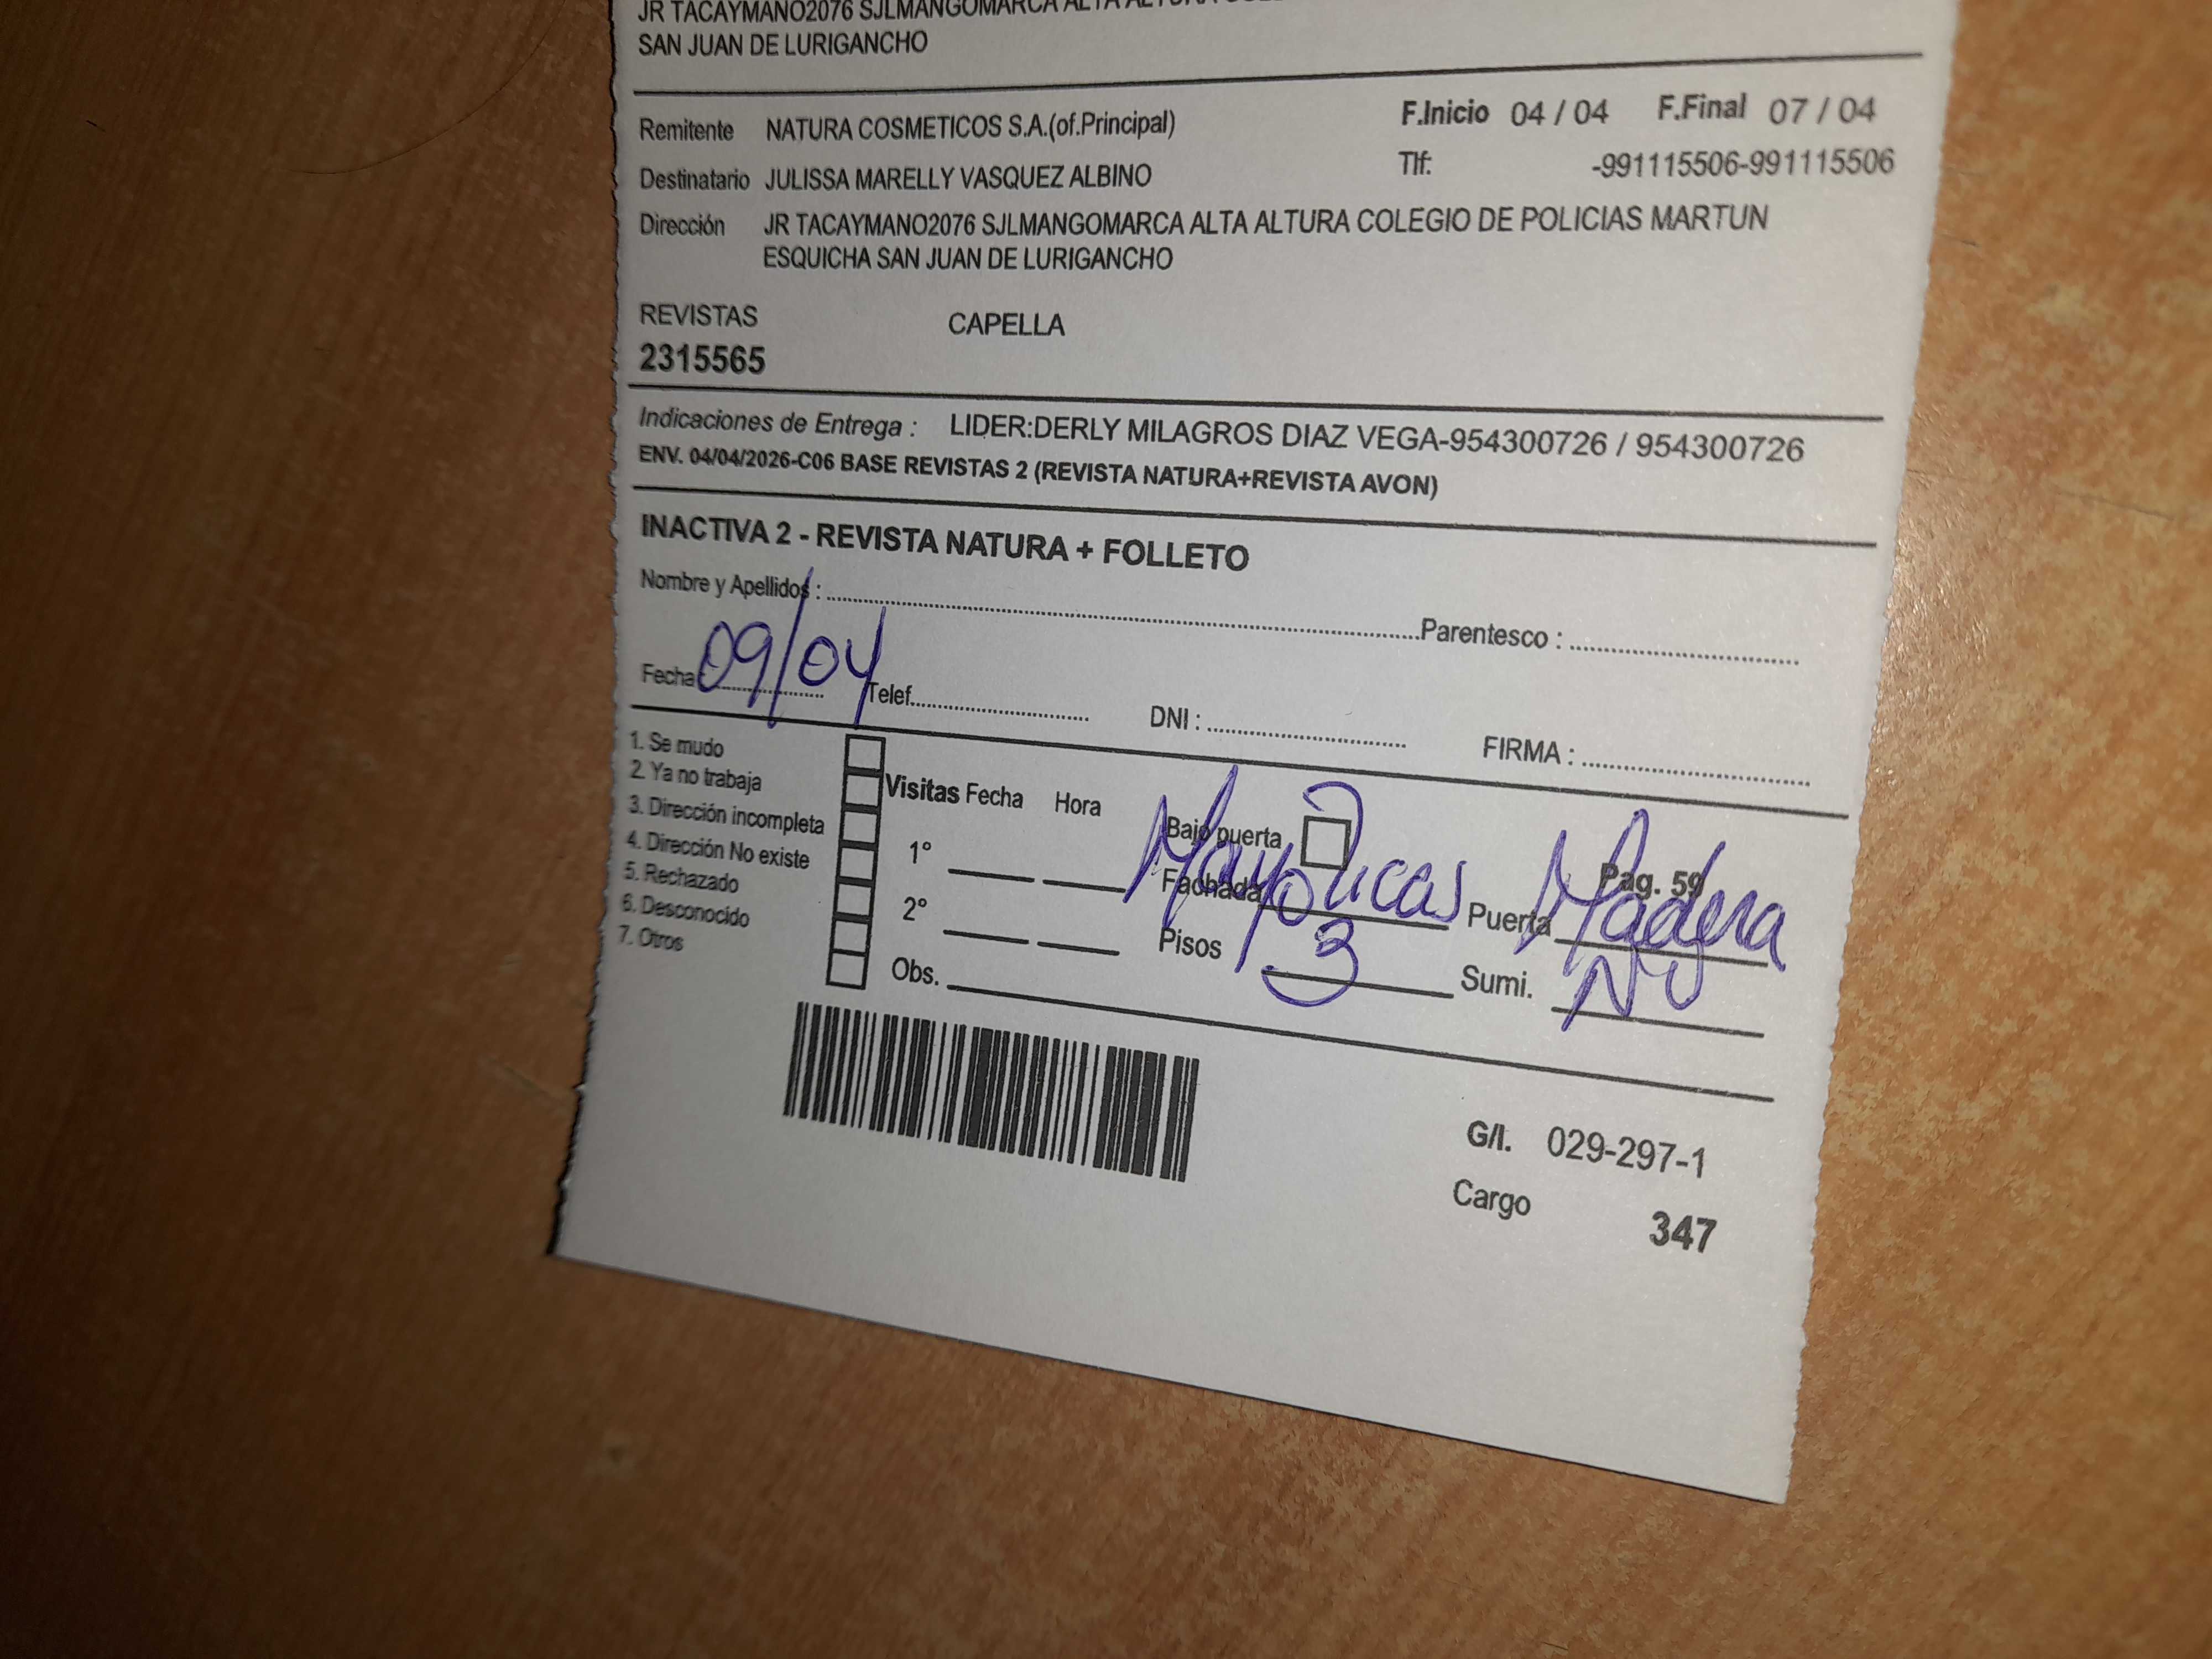 JR TACAYMANO2076 SJLMANGOMARCA ALTA ALTURA
SAN JUAN DE LURIGANCHO
Remitente NATURA COSMETICOS S.A.(of.Principal) F.Inicio 04 / 04 F.Final 07 / 04
Destinatario JULISSA MARELLY VASQUEZ ALBINO Tlf: -991115506-991115506
Dirección JR TACAYMANO2076 SJLMANGOMARCA ALTA ALTURA COLEGIO DE POLICIAS MARTUN
ESQUICHA SAN JUAN DE LURIGANCHO
REVISTAS CAPELLA
2315565
Indicaciones de Entrega : LIDER:DERLY MILAGROS DIAZ VEGA-954300726 / 954300726
ENV. 04/04/2026-C06 BASE REVISTAS 2 (REVISTA NATURA+REVISTA AVON)
INACTIVA 2 - REVISTA NATURA + FOLLETO
Nombre y Apellidos : Parentesco :
Fecha 09/04 Telef. DNI : FIRMA :
1. Se mudo
2. Ya no trabaja
3. Dirección incompleta
4. Dirección No existe
5. Rechazado
6. Desconocido
7. Otros
Visitas Fecha Hora Bajo puerta Pag. 59
1° Fachada Mayolicas Puerta Madera
2° Pisos 3 Sumi.
Obs.
G/I. 029-297-1
Cargo 347